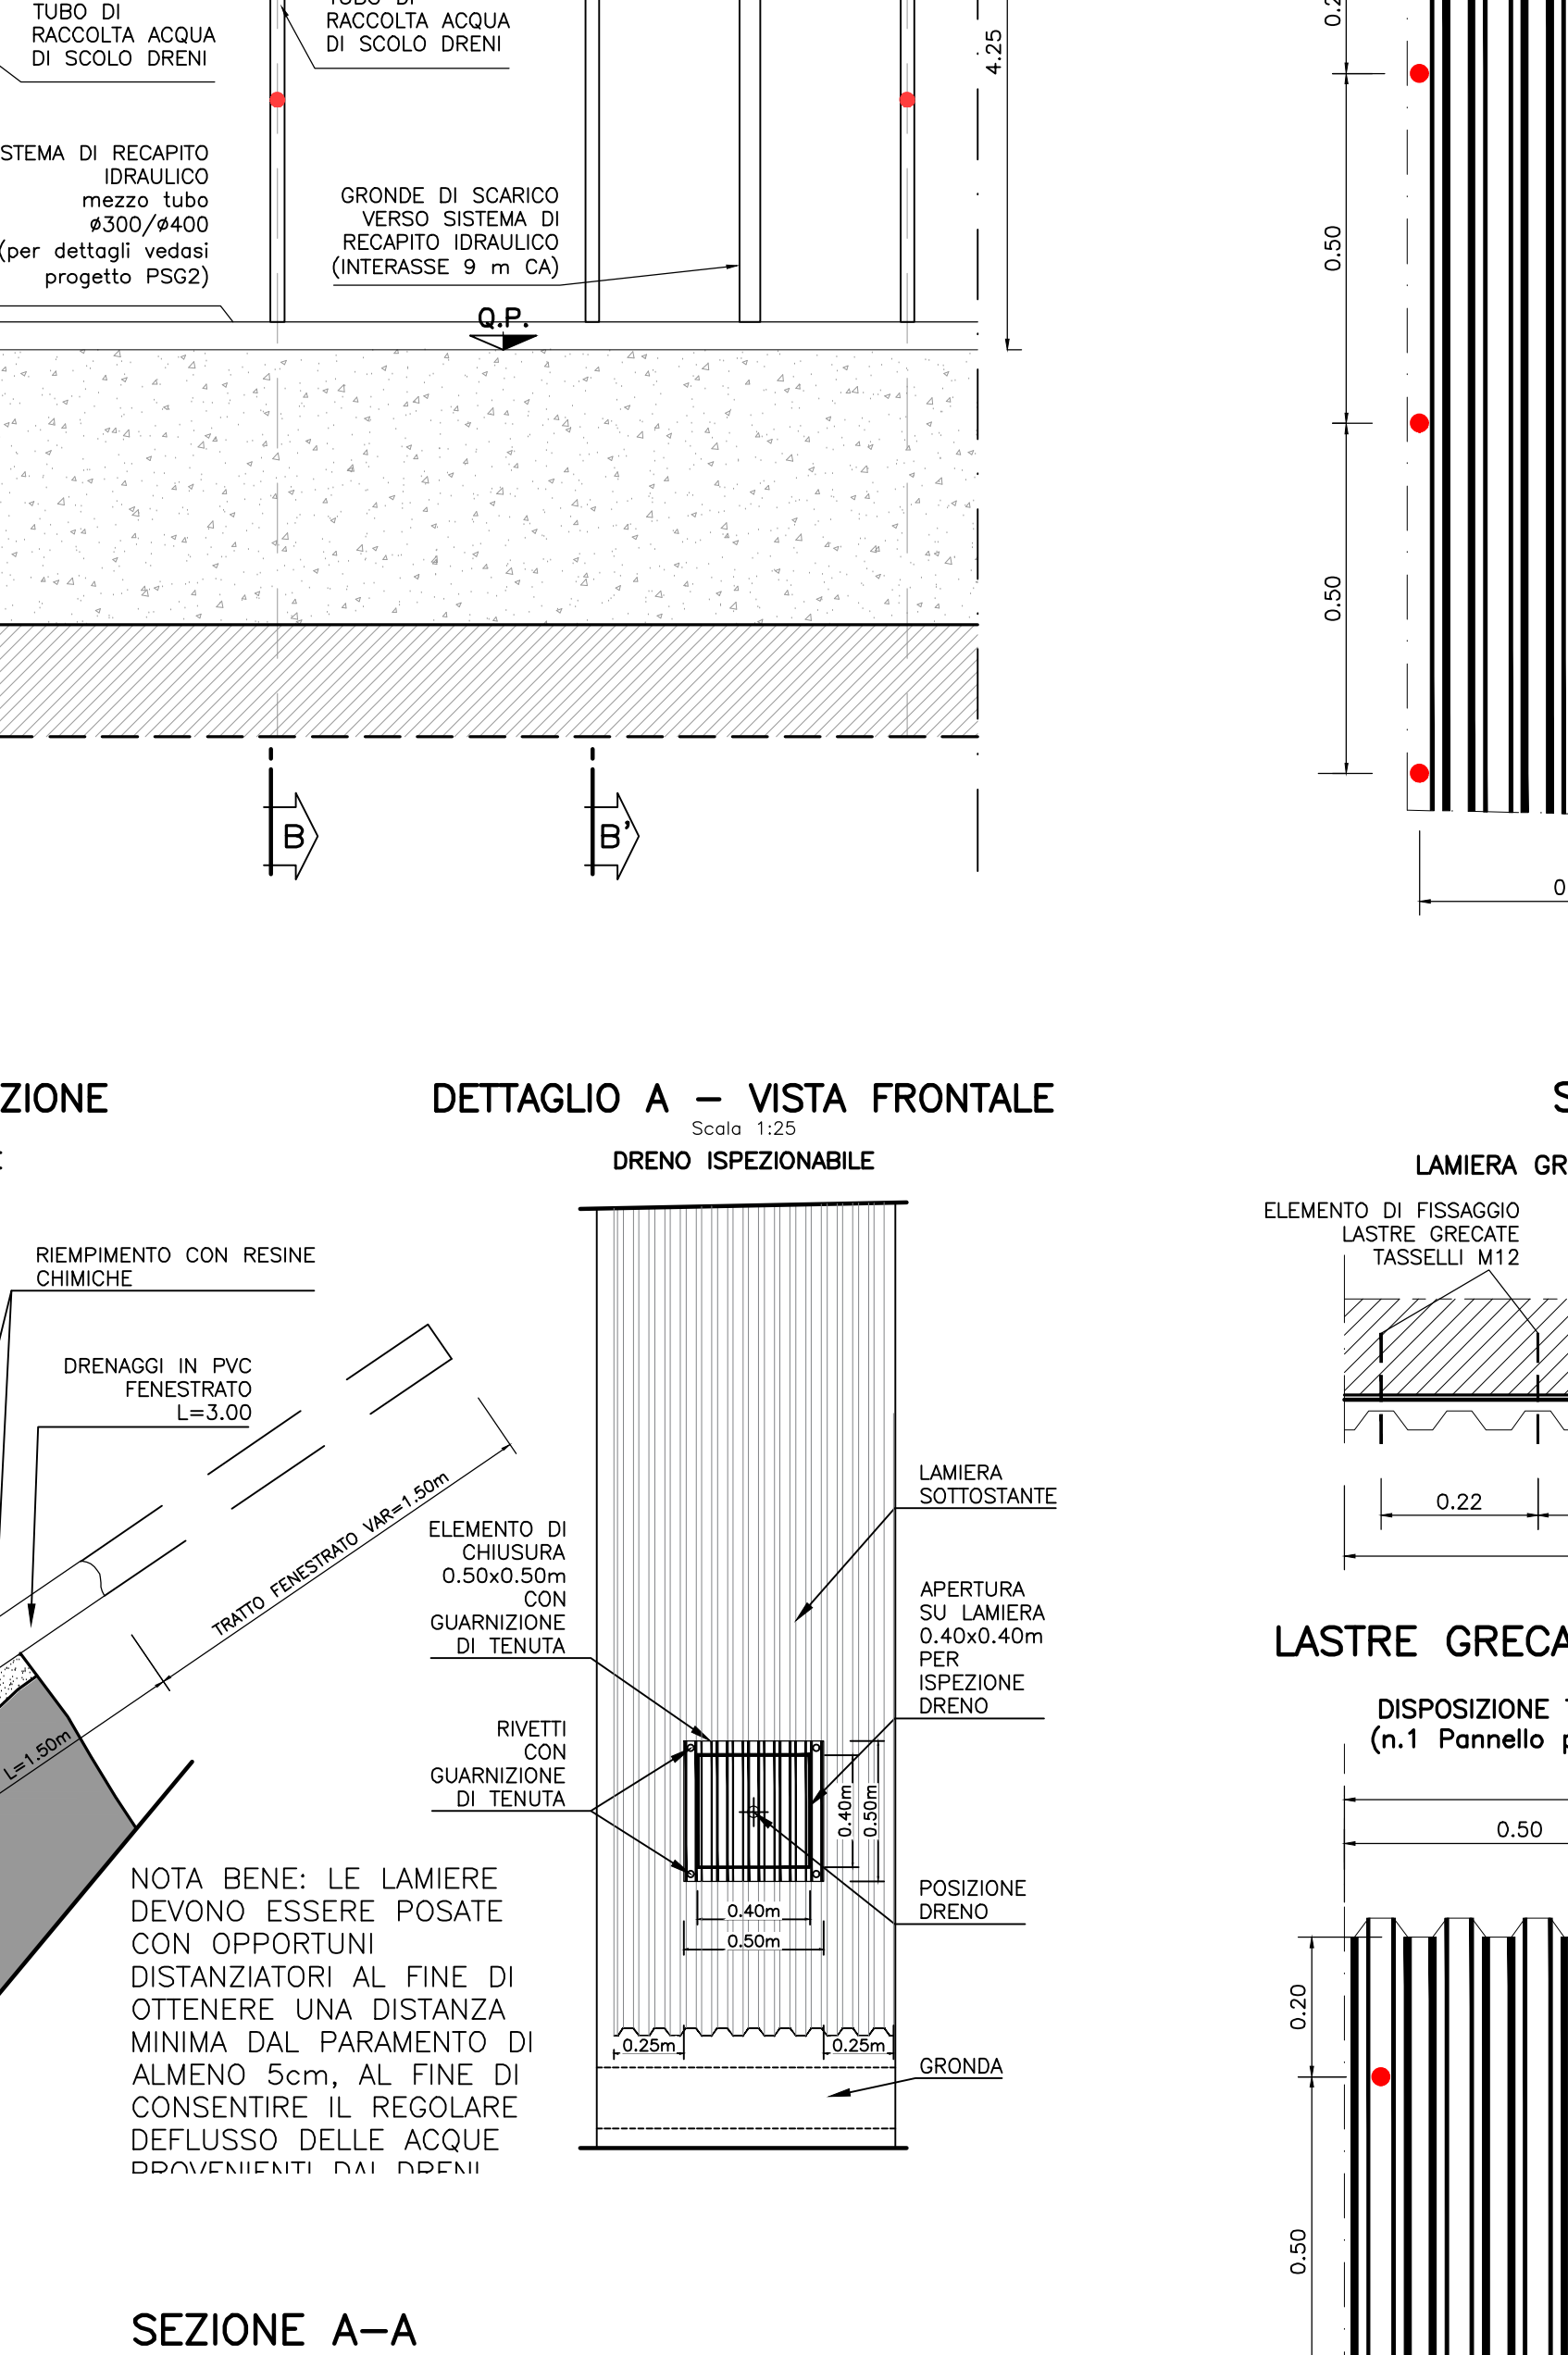 TUBO DI
RACCOLTA ACQUA
DI SCOLO DRENI
RACCOLTA ACQUA
DI SCOLO DRENI
4.25
STEMA DI RECAPITO
IDRAULICO
mezzo tubo
ø300/ø400
(per dettagli vedasi
progetto PSG2)
GRONDE DI SCARICO
VERSO SISTEMA DI
RECAPITO IDRAULICO
(INTERASSE 9 m CA)
Q.P.
B
B'
0.50
0.50
ZIONE
DETTAGLIO A - VISTA FRONTALE
Scala 1:25
DRENO ISPEZIONABILE
RIEMPIMENTO CON RESINE
CHIMICHE
DRENAGGI IN PVC
FENESTRATO
L=3.00
TRATTO FENESTRATO VAR=1.50m
L=1.50m
ELEMENTO DI
CHIUSURA
0.50x0.50m
CON
GUARNIZIONE
DI TENUTA
RIVETTI
CON
GUARNIZIONE
DI TENUTA
LAMIERA
SOTTOSTANTE
APERTURA
SU LAMIERA
0.40x0.40m
PER
ISPEZIONE
DRENO
0.40m
0.50m
POSIZIONE
DRENO
0.40m
0.50m
0.25m
0.25m
GRONDA
NOTA BENE: LE LAMIERE
DEVONO ESSERE POSATE
CON OPPORTUNI
DISTANZIATORI AL FINE DI
OTTENERE UNA DISTANZA
MINIMA DAL PARAMENTO DI
ALMENO 5cm, AL FINE DI
CONSENTIRE IL REGOLARE
DEFLUSSO DELLE ACQUE
PROVENIENTI DAI DRENI
SEZIONE A-A
LAMIERA GR
ELEMENTO DI FISSAGGIO
LASTRE GRECATE
TASSELLI M12
0.22
LASTRE GRECA
DISPOSIZIONE
(n.1 Pannello p
0.50
0.20
0.50